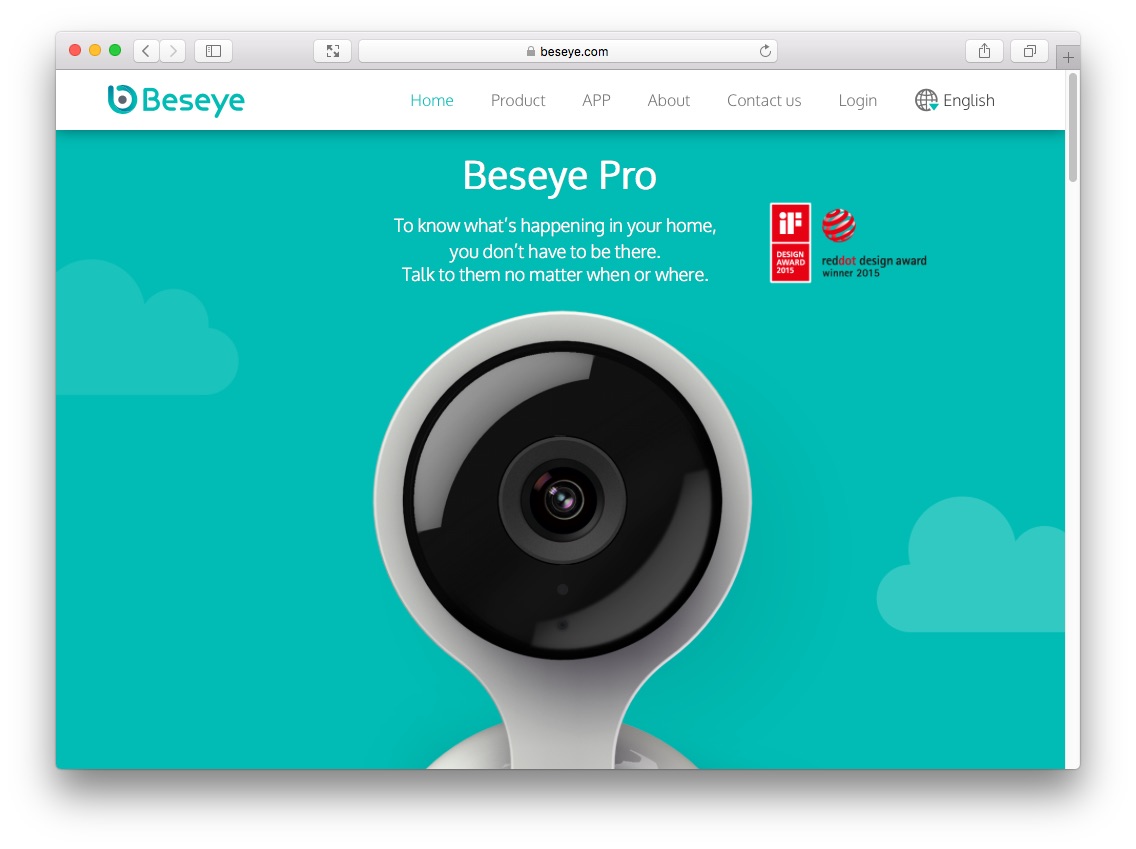 beseye.com
Beseye
Home
Product
APP
About
Contact us
Login
English
Beseye Pro
To know what's happening in your home,
you don't have to be there.
Talk to them no matter when or where.
iF
DESIGN
AWARD
2015
reddot design award
winner 2015